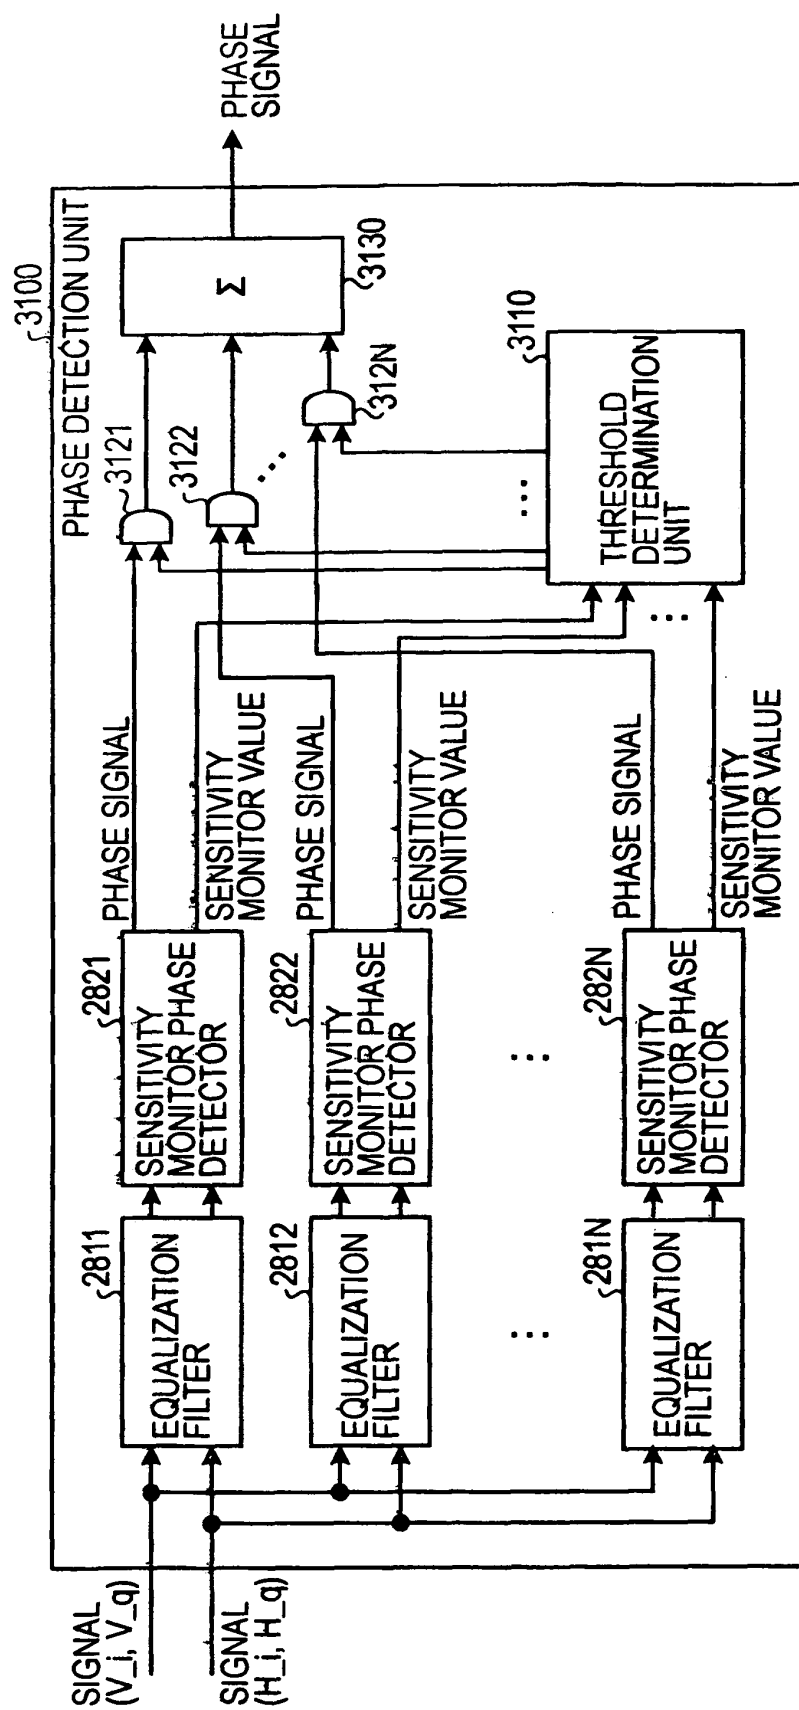 3100
PHASE DETECTION UNIT
SIGNAL
(V_i, V_q)
SIGNAL
(H_i, H_q)
2811
EQUALIZATION
FILTER
2821
SENSITIVITY
MONITOR PHASE
DETECTOR
PHASE SIGNAL
SENSITIVITY
MONITOR VALUE
2812
EQUALIZATION
FILTER
2822
SENSITIVITY
MONITOR PHASE
DETECTOR
PHASE SIGNAL
SENSITIVITY
MONITOR VALUE
...
...
281N
EQUALIZATION
FILTER
282N
SENSITIVITY
MONITOR PHASE
DETECTOR
PHASE SIGNAL
SENSITIVITY
MONITOR VALUE
3121
3122
...
312N
...
...
3110
THRESHOLD
DETERMINATION
UNIT
Σ
3130
PHASE
SIGNAL